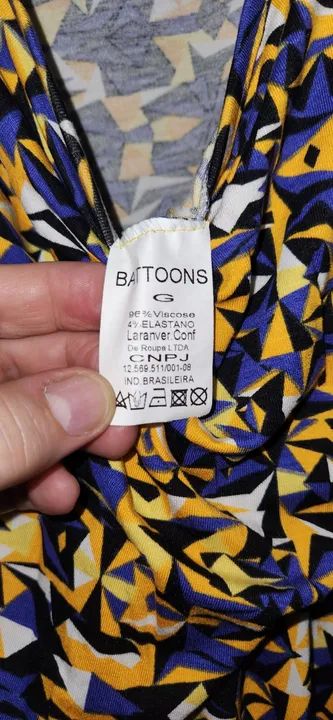 BATTOONS
G
96%Viscose
4%ELASTANO
Laranver Conf
De Roupa LTDA
CNPJ
12.569.511/001-08
IND.BRASILEIRA